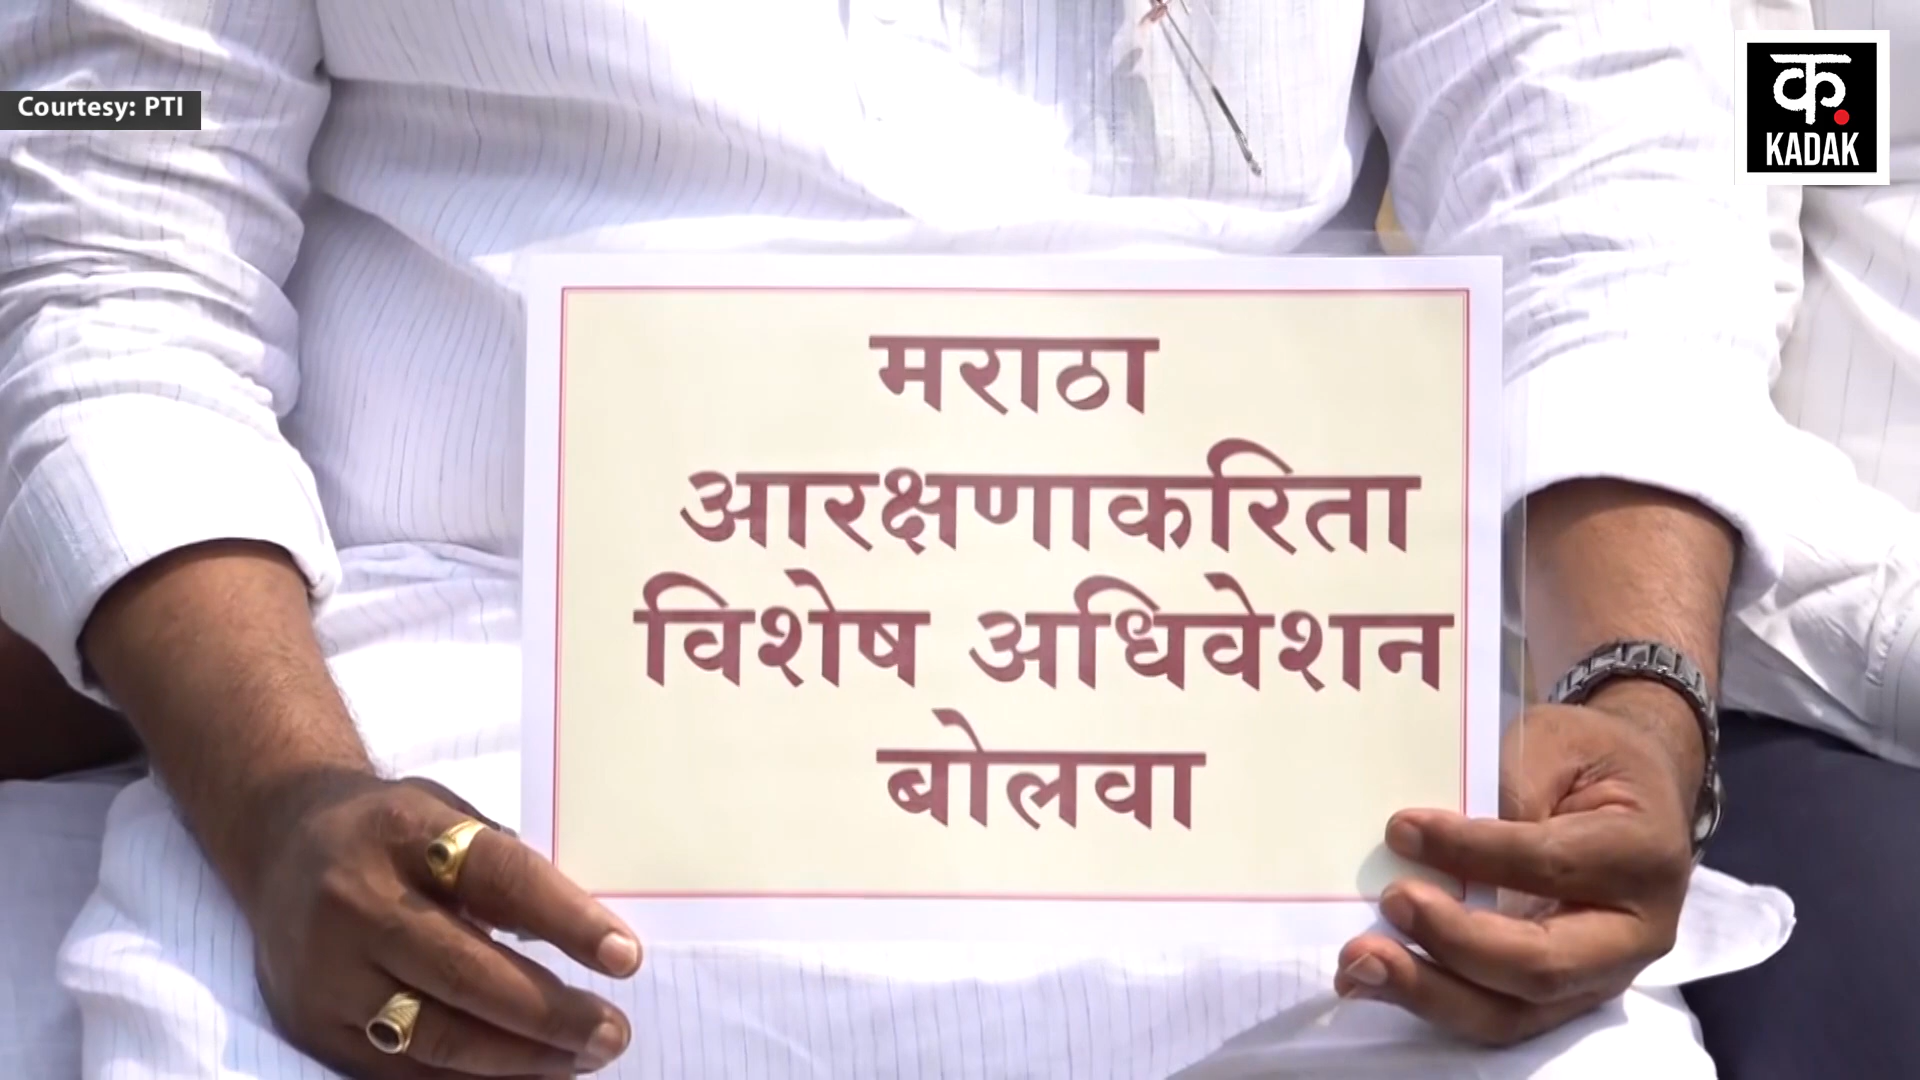 Courtesy: PTI
क
KADAK
मराठा
आरक्षणाकरिता
विशेष अधिवेशन
बोलवा